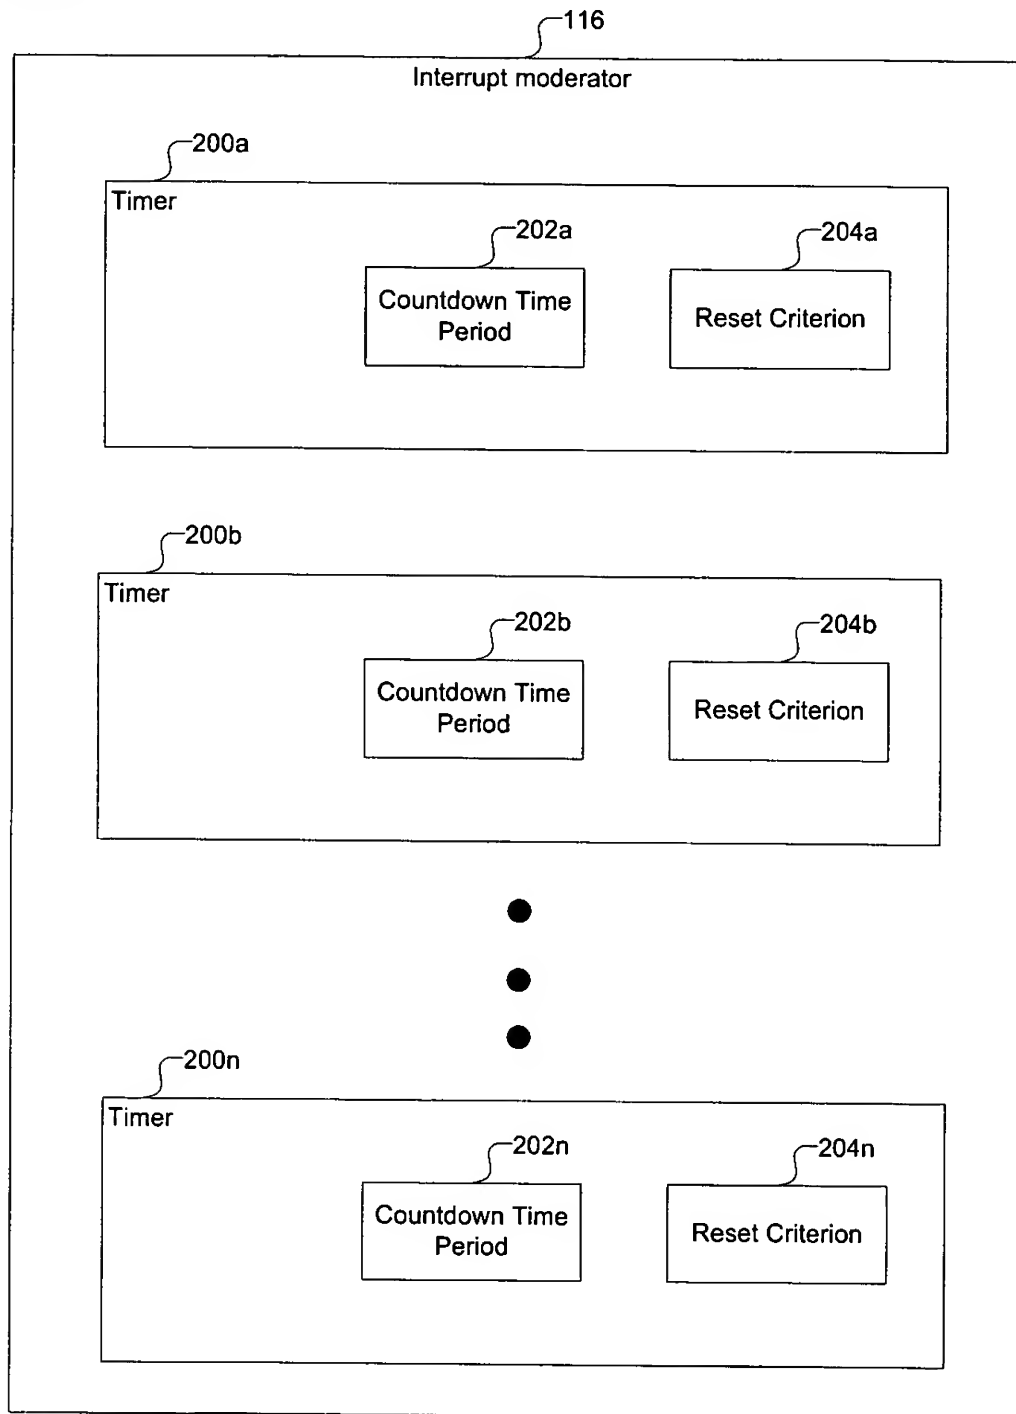 116
Interrupt moderator
200a
Timer
202a
204a
Countdown Time
Period
Reset Criterion
200b
Timer
202b
204b
Countdown Time
Period
Reset Criterion
200n
Timer
202n
204n
Countdown Time
Period
Reset Criterion